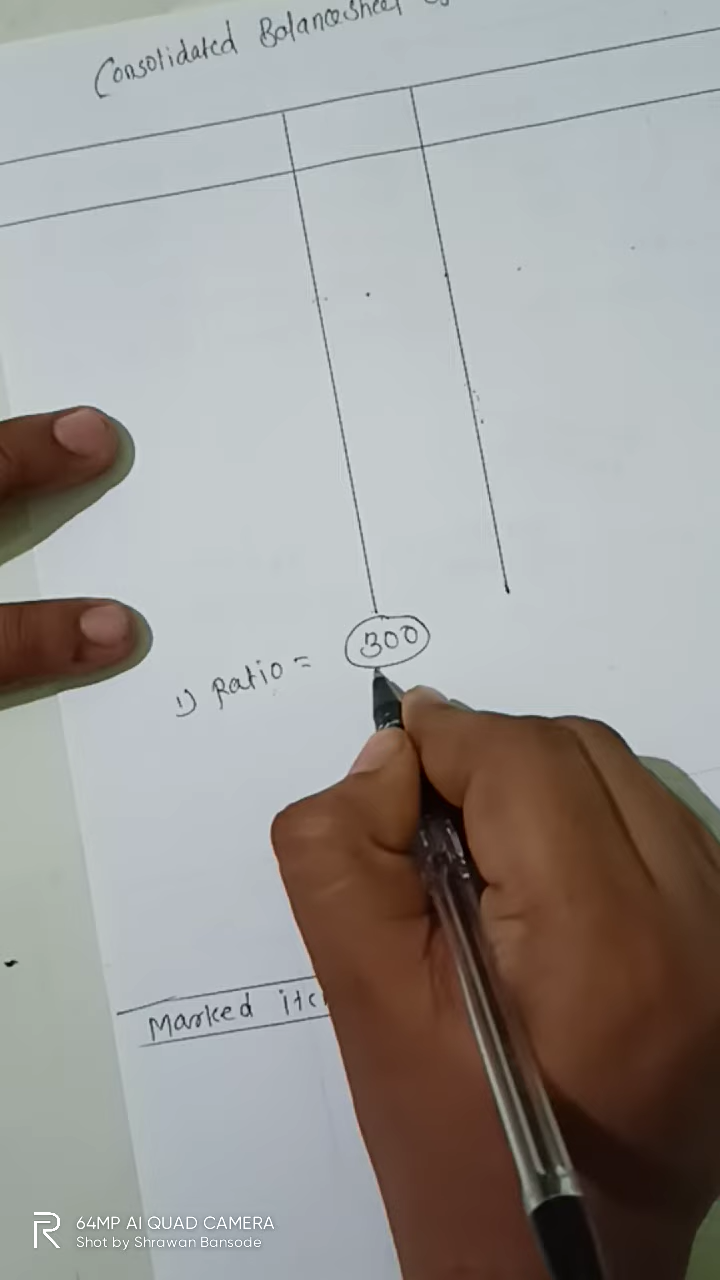 Consolidated Balancesheet
1) Ratio = 300
Marked
64MP AI QUAD CAMERA
Shot by Shrawan Bansode